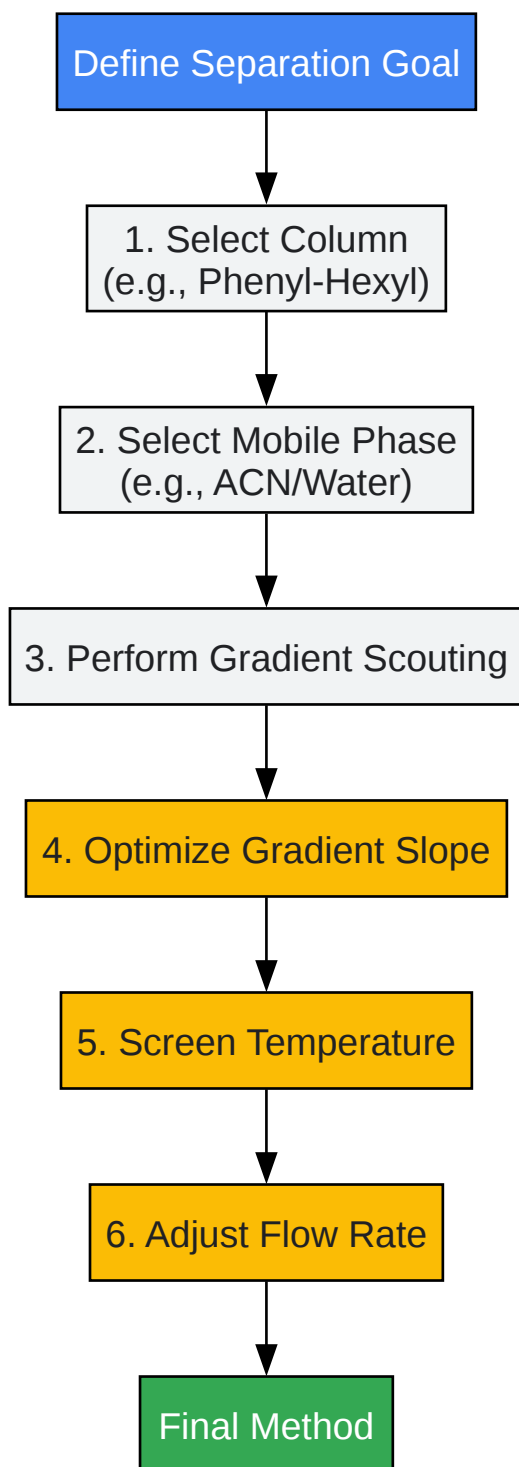 Define Separation Goal
1. Select Column
(e.g., Phenyl-Hexyl)
2. Select Mobile Phase
(e.g., ACN/Water)
3. Perform Gradient Scouting
4. Optimize Gradient Slope
5. Screen Temperature
6. Adjust Flow Rate
Final Method